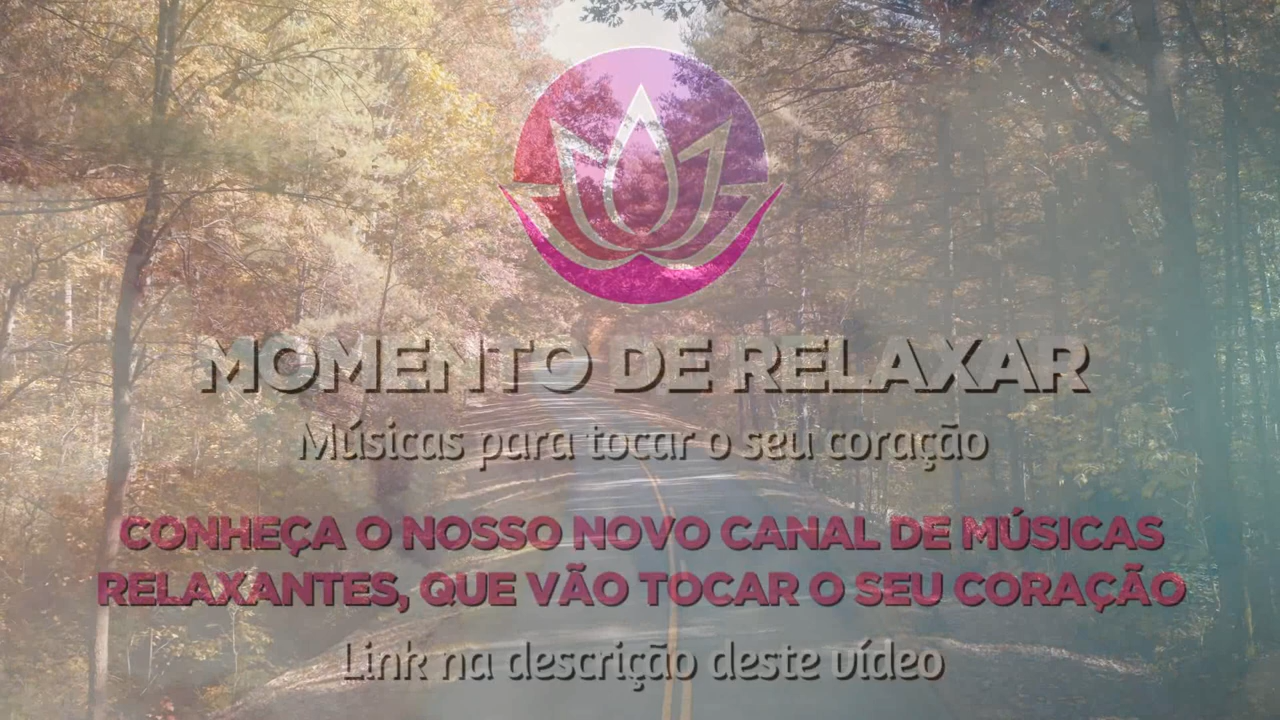 MOMENTO DE RELAXAR
Músicas para tocar o seu coração
CONHEÇA O NOSSO NOVO CANAL DE MÚSICAS
RELAXANTES, QUE VÃO TOCAR O SEU CORAÇÃO
Link na descrição deste vídeo